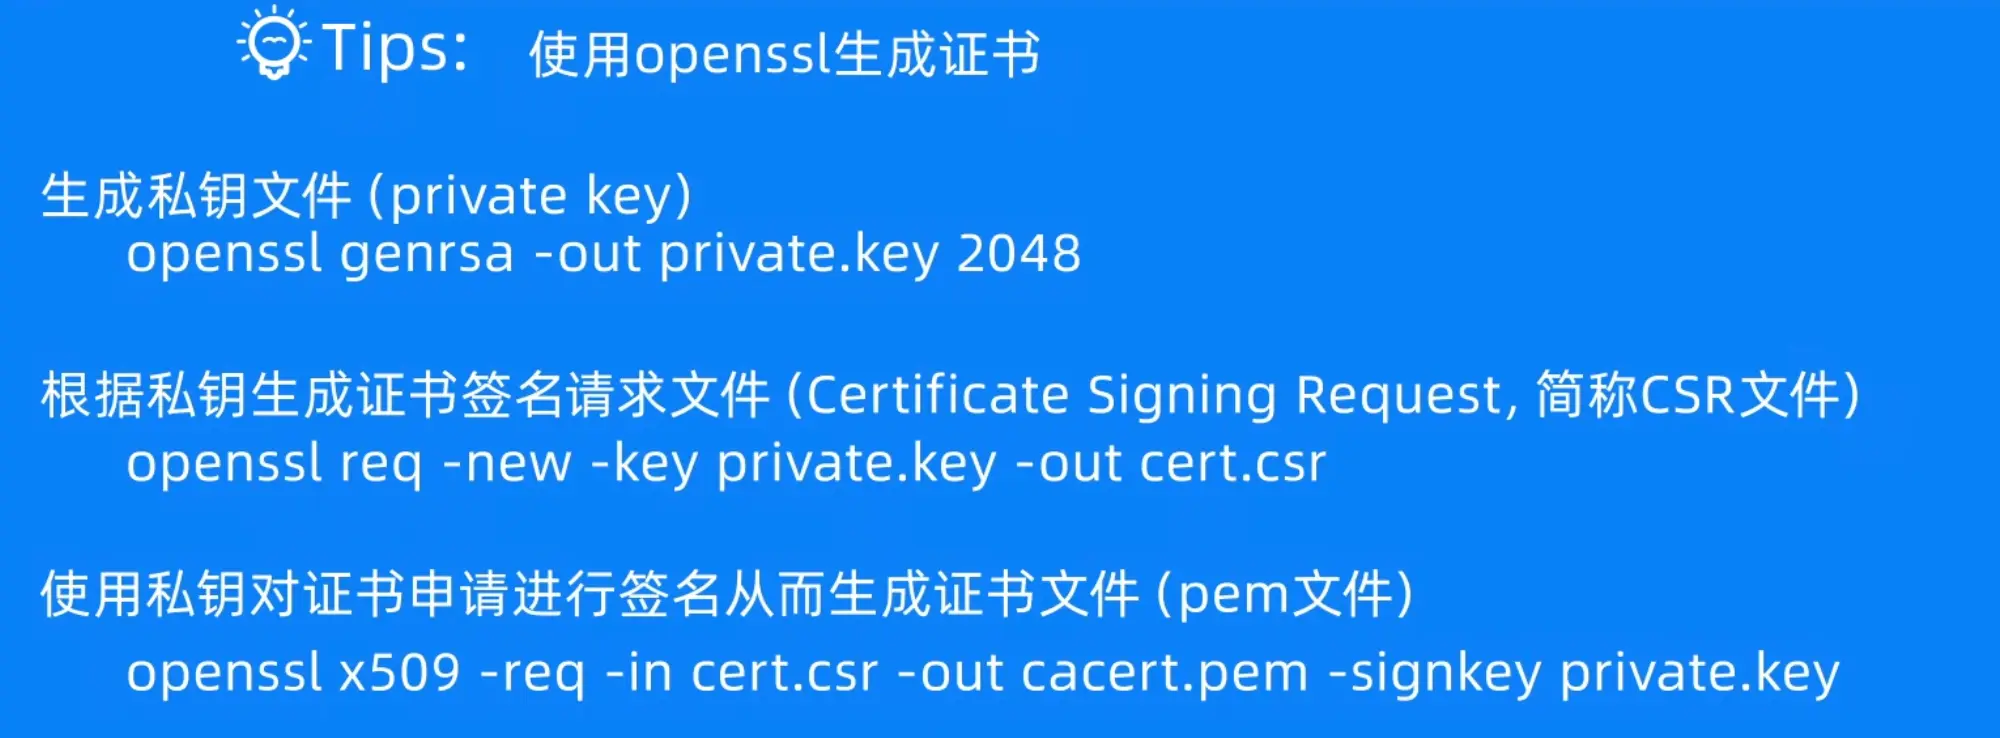 Tips: 使用openssl生成证书
生成私钥文件(private key)
openssl genrsa -out private.key 2048
根据私钥生成证书签名请求文件(Certificate Signing Request, 简称CSR文件)
openssl req -new -key private.key -out cert.csr
使用私钥对证书申请进行签名从而生成证书文件(pem文件)
openssl x509 -req -in cert.csr -out cacert.pem -signkey private.key